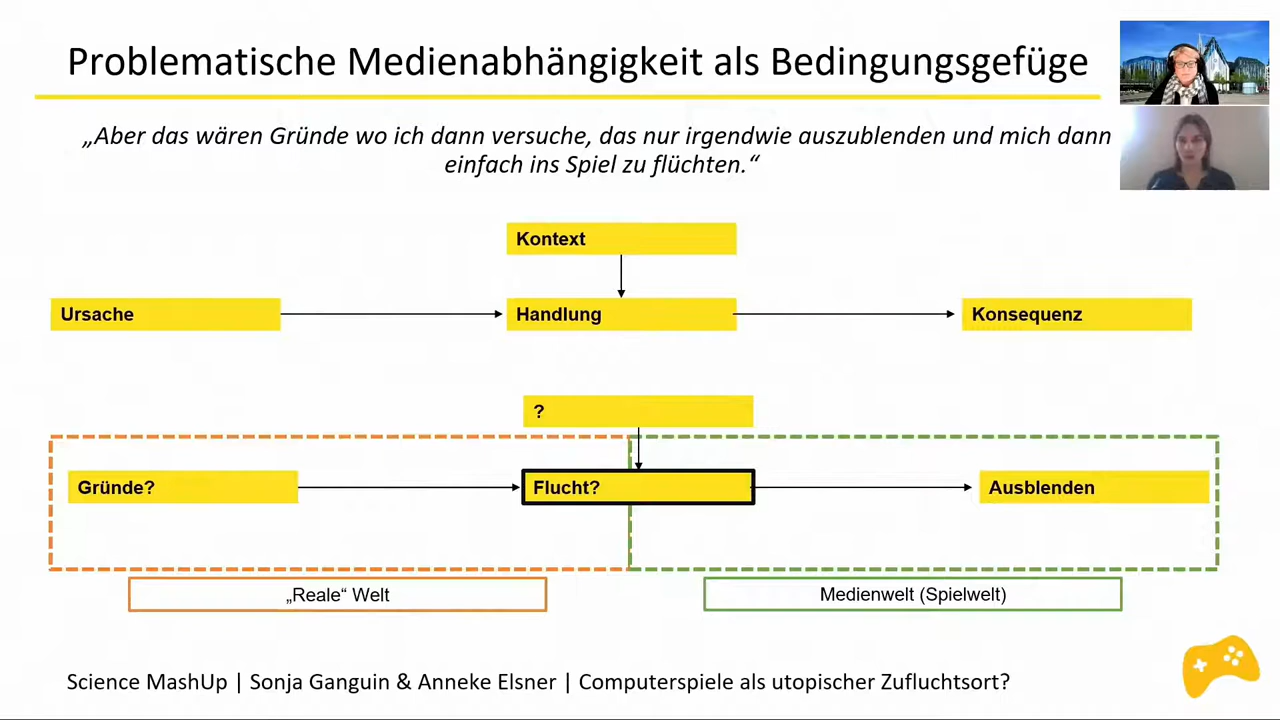 Problematische Medienabhängigkeit als Bedingungsgefüge
„Aber das wären Gründe wo ich dann versuche, das nur irgendwie auszublenden und mich dann
einfach ins Spiel zu flüchten.“
Kontext
Ursache
Handlung
Konsequenz
?
Gründe?
Flucht?
Ausblenden
„Reale“ Welt
Medienwelt (Spielwelt)
Science MashUp | Sonja Ganguin & Anneke Elsner | Computerspiele als utopischer Zufluchtsort?